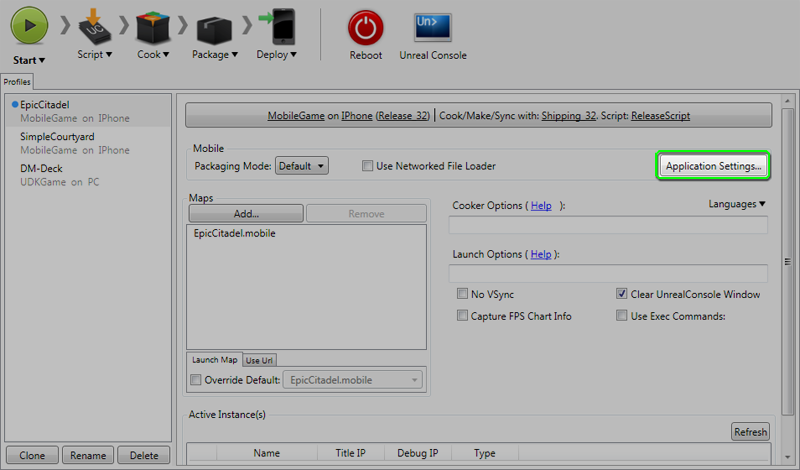 Start ▾ Script ▾ Cook ▾ Package ▾ Deploy ▾ Reboot Unreal Console
UC
Un>
Profiles
EpicCitadel
MobileGame on IPhone
SimpleCourtyard
MobileGame on IPhone
DM-Deck
UDKGame on PC
Clone Rename Delete
MobileGame on IPhone (Release_32) | Cook/Make/Sync with: Shipping_32. Script: ReleaseScript
Mobile
Packaging Mode: Default ▾ Use Networked File Loader Application Settings...
Maps
Add... Remove
EpicCitadel.mobile
Launch Map Use Url
Override Default: EpicCitadel.mobile
Cooker Options ( Help ): Languages ▾
Launch Options ( Help ):
No VSync Clear UnrealConsole Window
Capture FPS Chart Info Use Exec Commands:
Active Instance(s)
Refresh
Name Title IP Debug IP Type